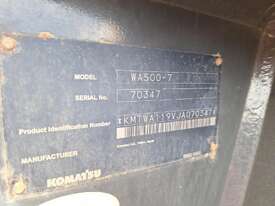 MODEL WA500-7
SERIAL No. 70347
Product Identification Number
*KMTWA119VJA070347*
MANUFACTURER
KOMATSU